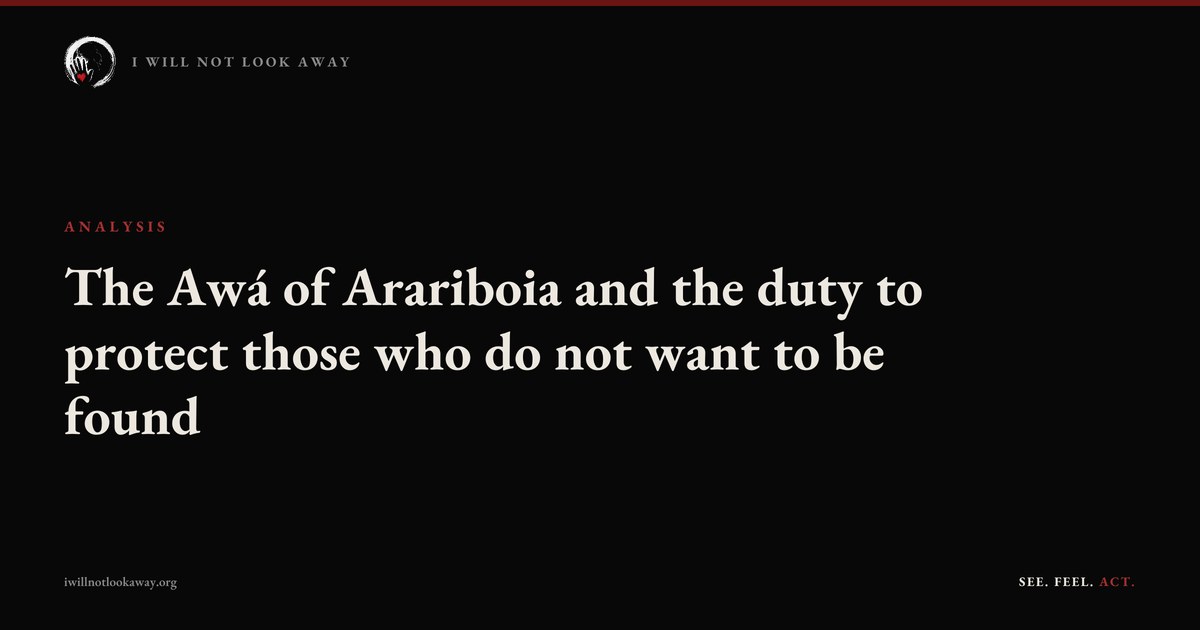 I WILL NOT LOOK AWAY
ANALYSIS
The Awá of Arariboia and the duty to
protect those who do not want to be
found
iwillnotlookaway.org
SEE. FEEL. ACT.